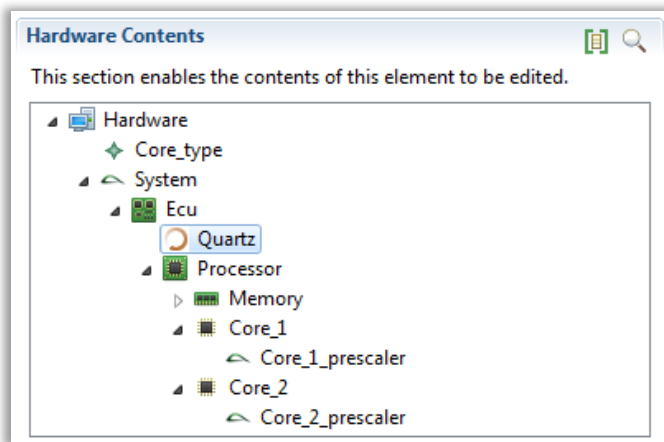 Hardware Contents
This section enables the contents of this element to be edited.
Hardware
Core_type
System
Ecu
Quartz
Processor
Memory
Core_1
Core_1_prescaler
Core_2
Core_2_prescaler